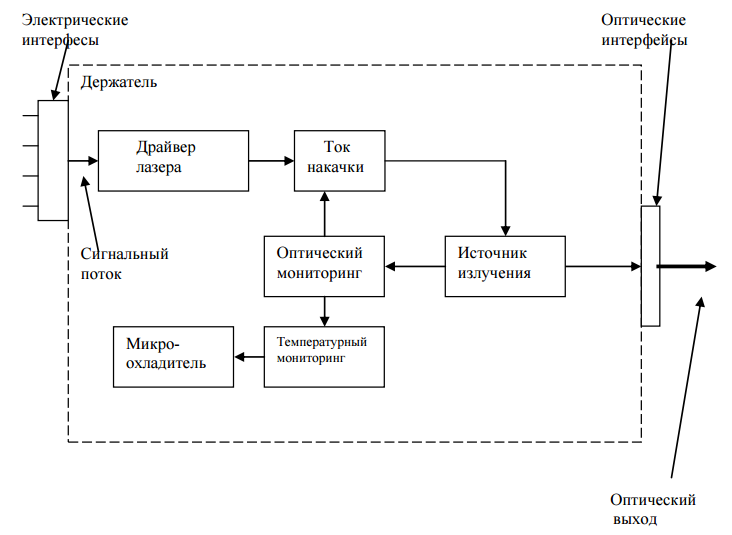 Электрические
интерфесы
Оптические
интерфейсы
Держатель
Драйвер
лазера
Ток
накачки
Сигнальный
поток
Оптический
мониторинг
Источник
излучения
Микро-
охладитель
Температурный
мониторинг
Оптический
выход